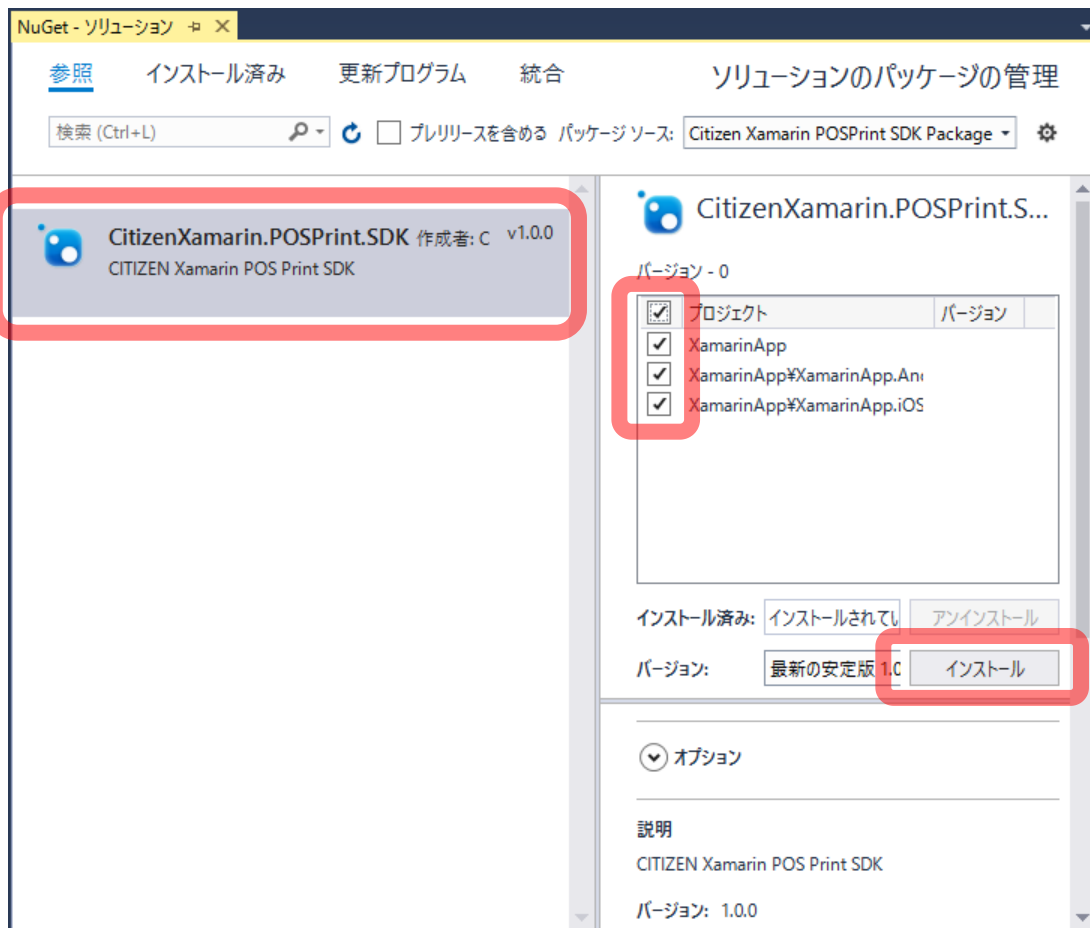 NuGet - ソリューション
参照 インストール済み 更新プログラム 統合 ソリューションのパッケージの管理
検索 (Ctrl+L) プレリリースを含める パッケージ ソース: Citizen Xamarin POSPrint SDK Package
CitizenXamarin.POSPrint.SDK 作成者: C v1.0.0
CITIZEN Xamarin POS Print SDK
CitizenXamarin.POSPrint.S...
バージョン - 0
プロジェクト バージョン
XamarinApp
XamarinApp¥XamarinApp.And
XamarinApp¥XamarinApp.iOS
インストール済み: インストールされてい アンインストール
バージョン: 最新の安定版 1.0 インストール
オプション
説明
CITIZEN Xamarin POS Print SDK
バージョン: 1.0.0